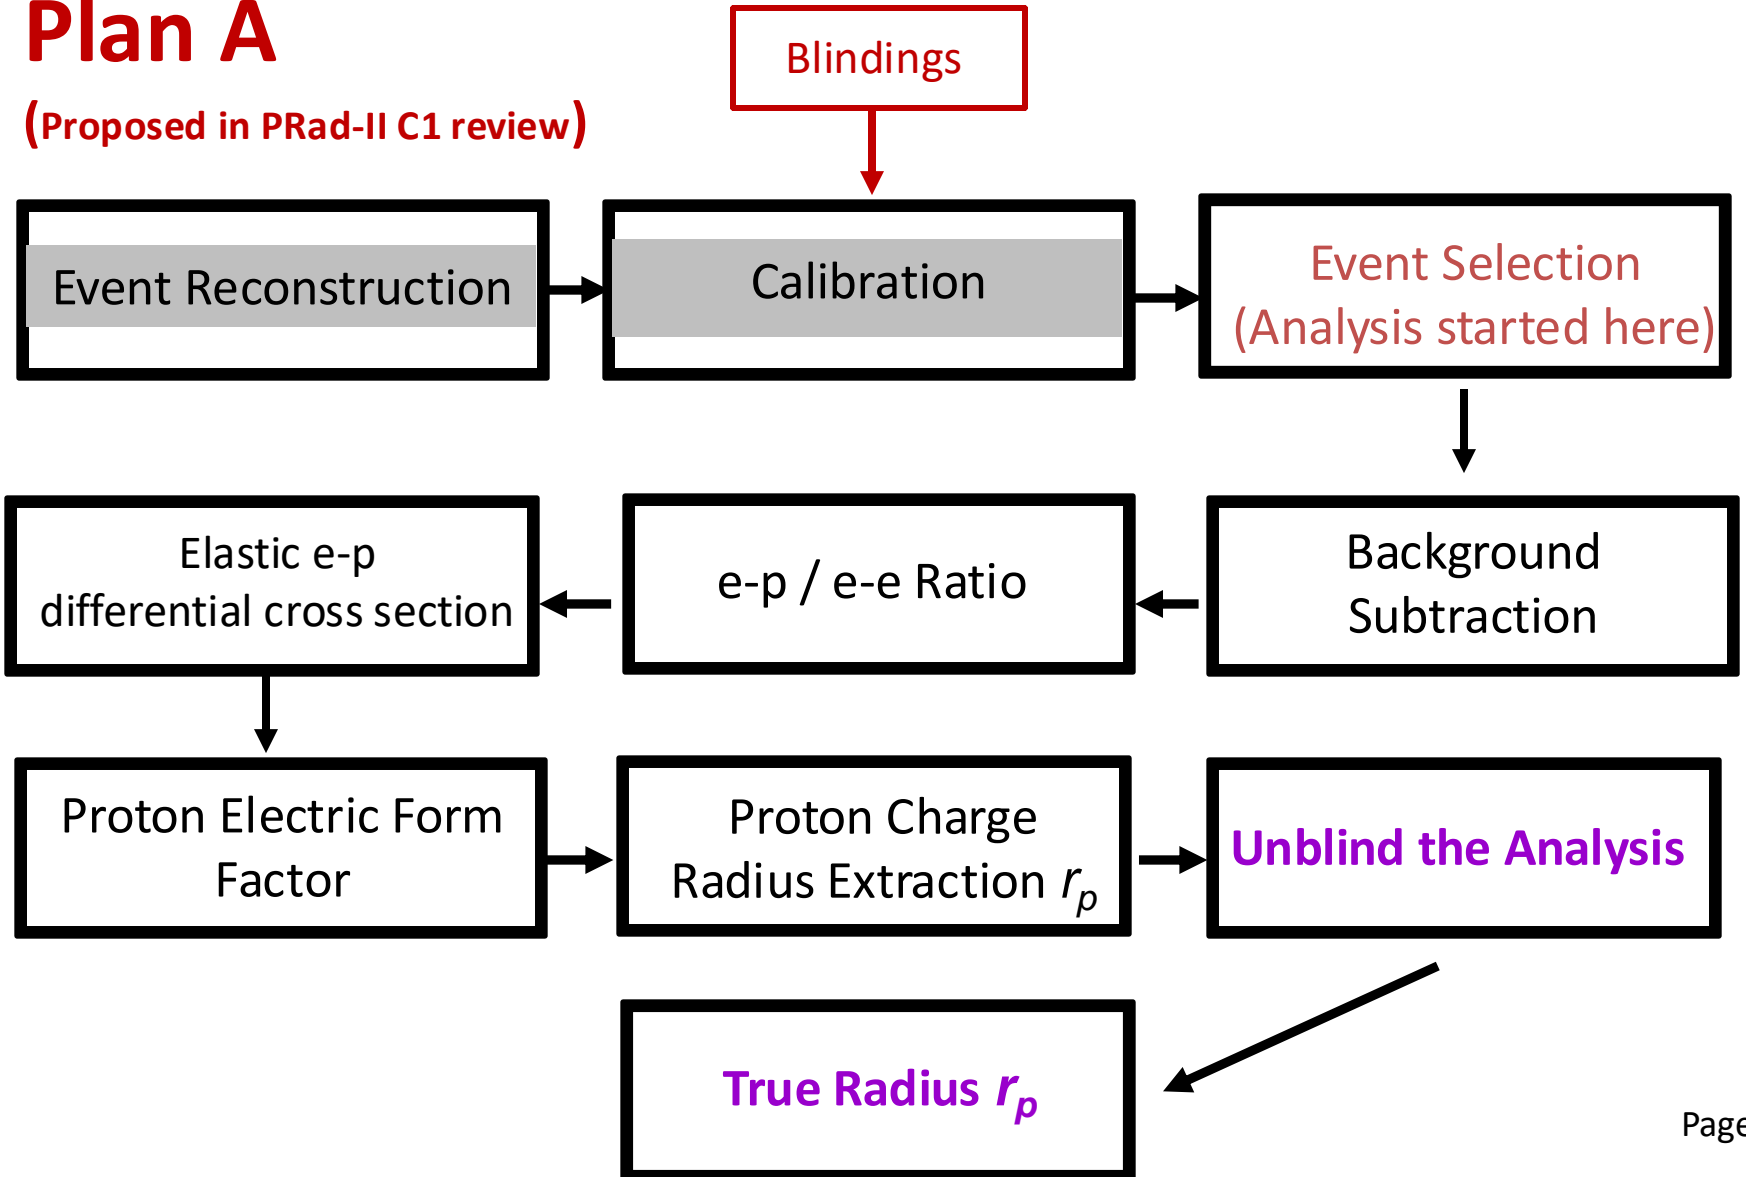 Plan A
(Proposed in PRad-II C1 review)
Blindings
Event Reconstruction
Calibration
Event Selection
(Analysis started here)
Elastic e-p
differential cross section
e-p / e-e Ratio
Background
Subtraction
Proton Electric Form
Factor
Proton Charge
Radius Extraction rp
Unblind the Analysis
True Radius rp
Page